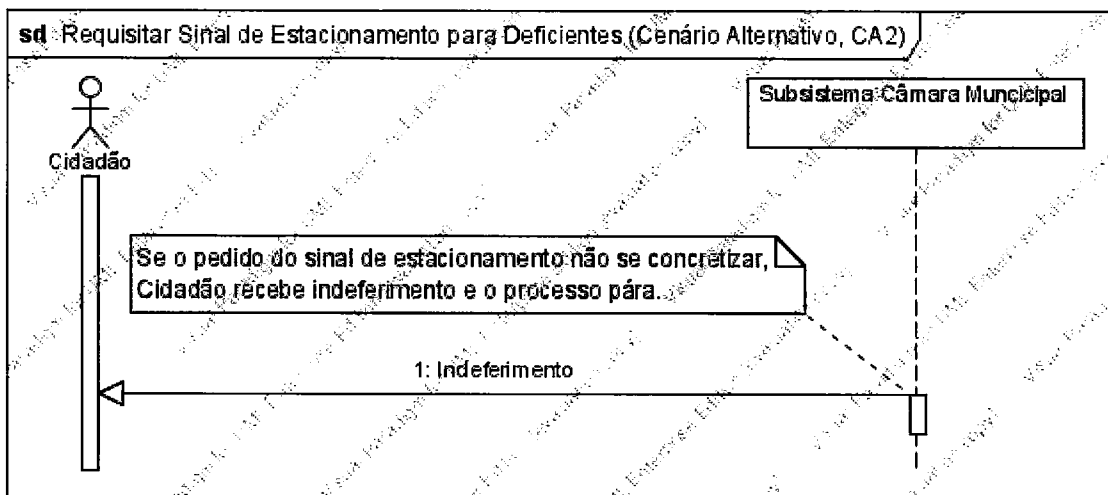 sd Requisitar Sinal de Estacionamento para Deficientes (Cenário Alternativo, CA2)
Subsistema Câmara Muncicipal
Cidadão
Se o pedido do sinal de estacionamento não se concretizar,
Cidadão recebe indeferimento e o processo pára.
1: Indeferimento